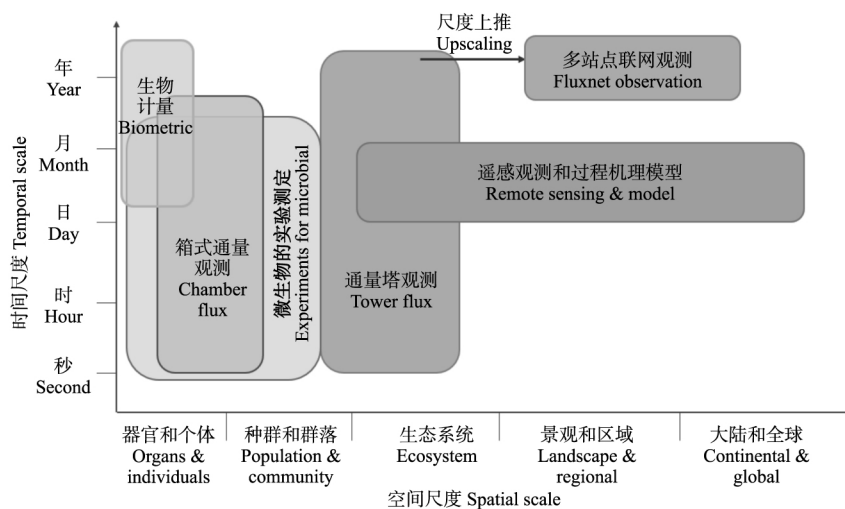 尺度上推
Upscaling
多站点联网观测
Fluxnet observation
生物
计量
Biometric
遥感观测和过程机理模型
Remote sensing & model
微生物的实验测定
Experiments for microbial
箱式通量
观测
Chamber
flux
通量塔观测
Tower flux
时间尺度 Temporal scale
年
Year
月
Month
日
Day
时
Hour
秒
Second
器官和个体
Organs &
individuals
种群和群落
Population &
community
生态系统
Ecosystem
景观和区域
Landscape &
regional
大陆和全球
Continental &
global
空间尺度 Spatial scale